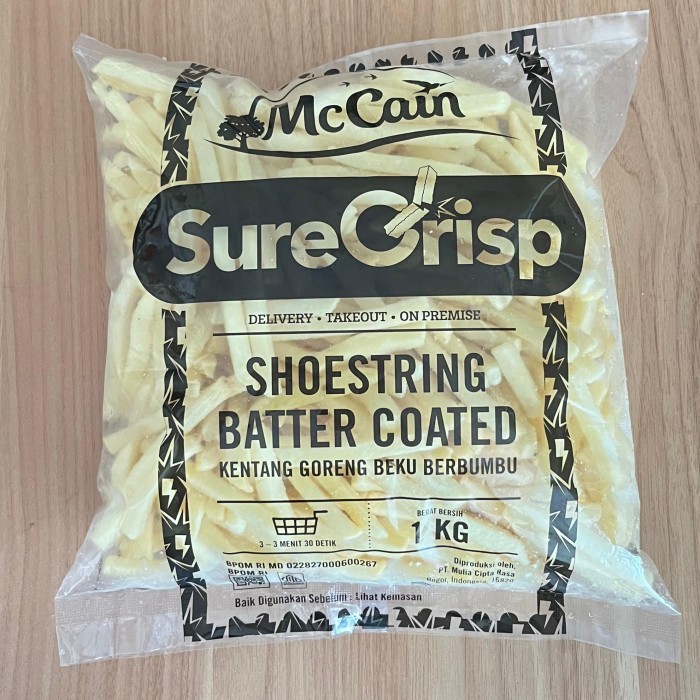 McCain
SureCrisp
DELIVERY • TAKEOUT • ON PREMISE
SHOESTRING
BATTER COATED
KENTANG GORENG BEKU BERBUMBU
3 – 3 MENIT 30 DETIK
BERAT BERSIH
1 KG
BPOM RI MD 022827000600267
BPOM RI
Diproduksi oleh,
PT. Mulia Cipta Rasa
Bogor, Indonesia
Baik Digunakan Sebelum : Lihat Kemasan